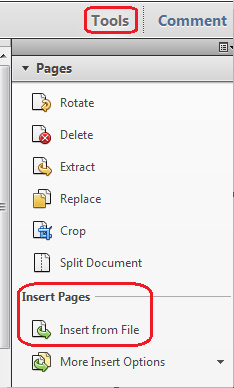 Tools Comment
Pages
Rotate
Delete
Extract
Replace
Crop
Split Document
Insert Pages
Insert from File
More Insert Options